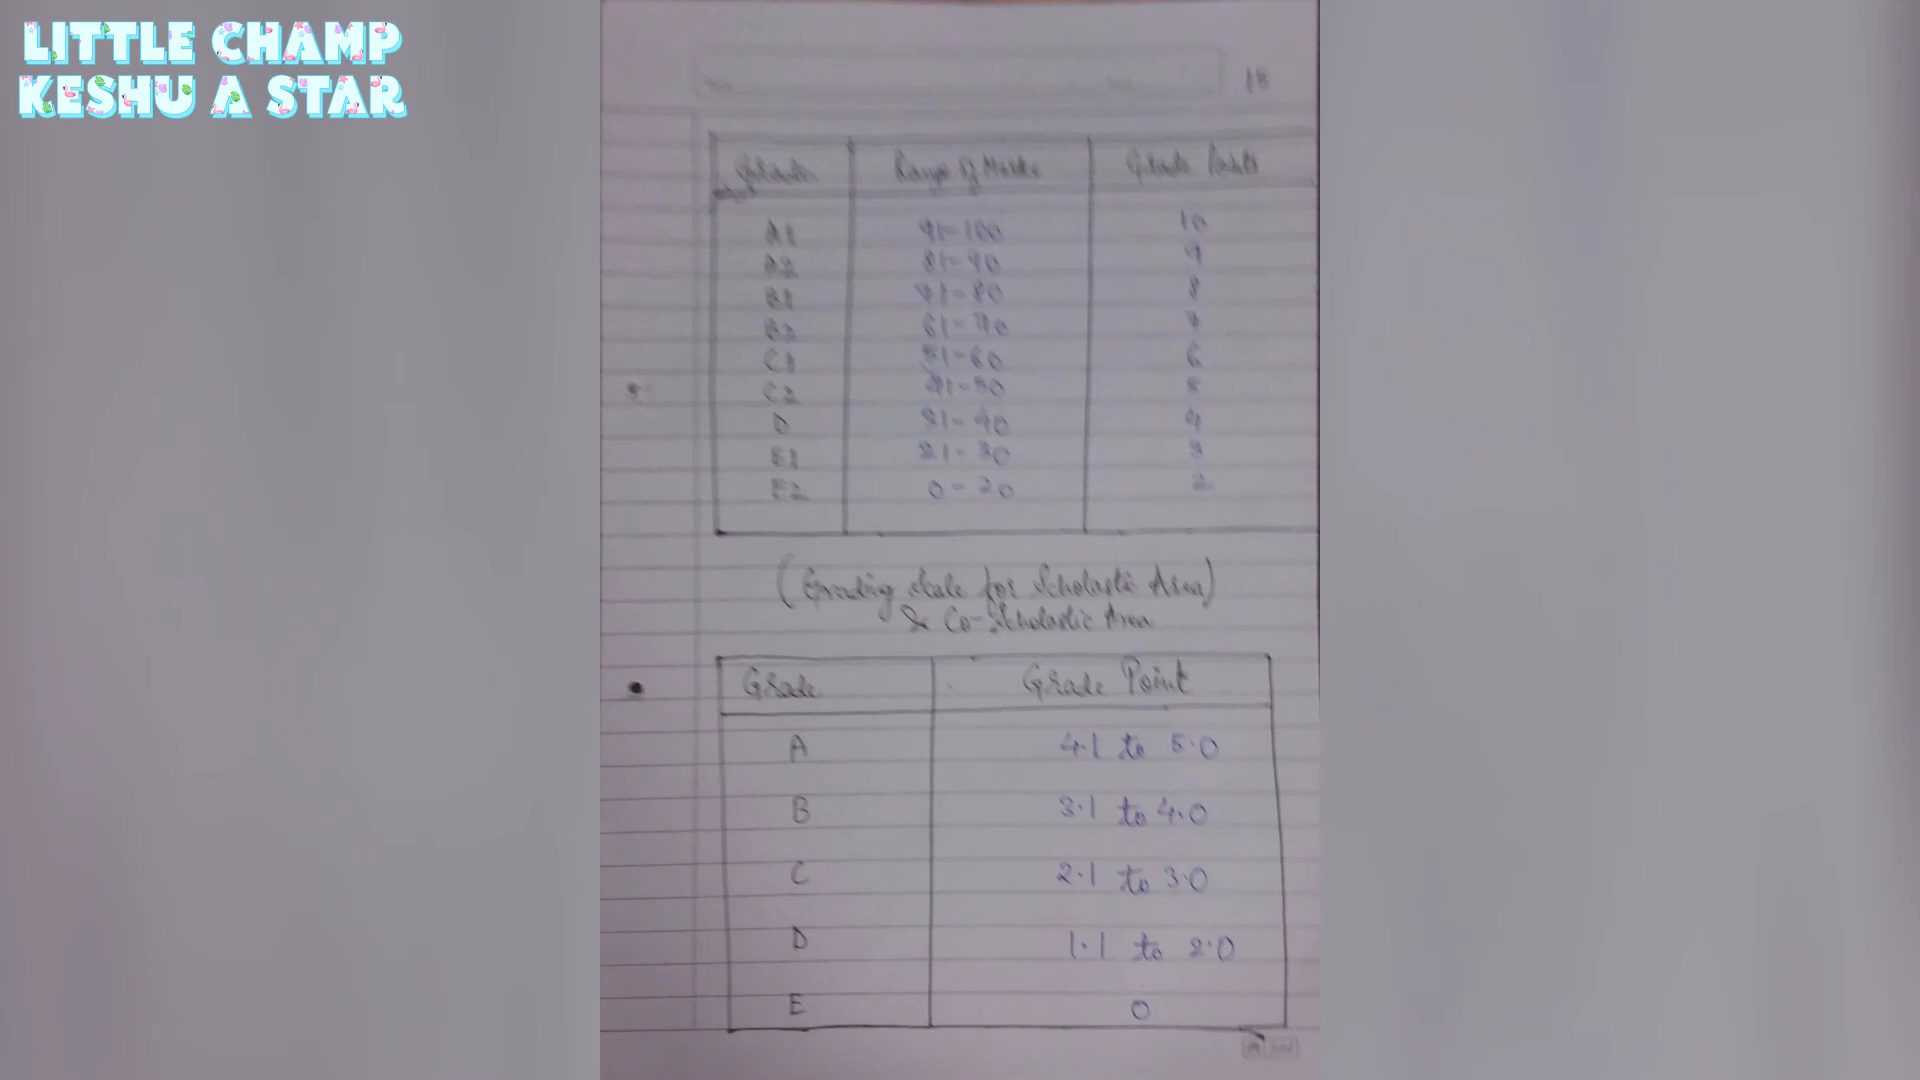 LITTLE CHAMP
KESHU A STAR
18
Grade Range of Marks Grade Points
A1 91-100 10
A2 81-90 9
B1 71-80 8
B2 61-70 7
C1 51-60 6
C2 41-50 5
D 31-40 4
E1 21-30 3
E2 0-20 2
(Grading Scale for Scholastic Area)
& Co-Scholastic Area
Grade Grade Point
A 4.1 to 5.0
B 3.1 to 4.0
C 2.1 to 3.0
D 1.1 to 2.0
E 0